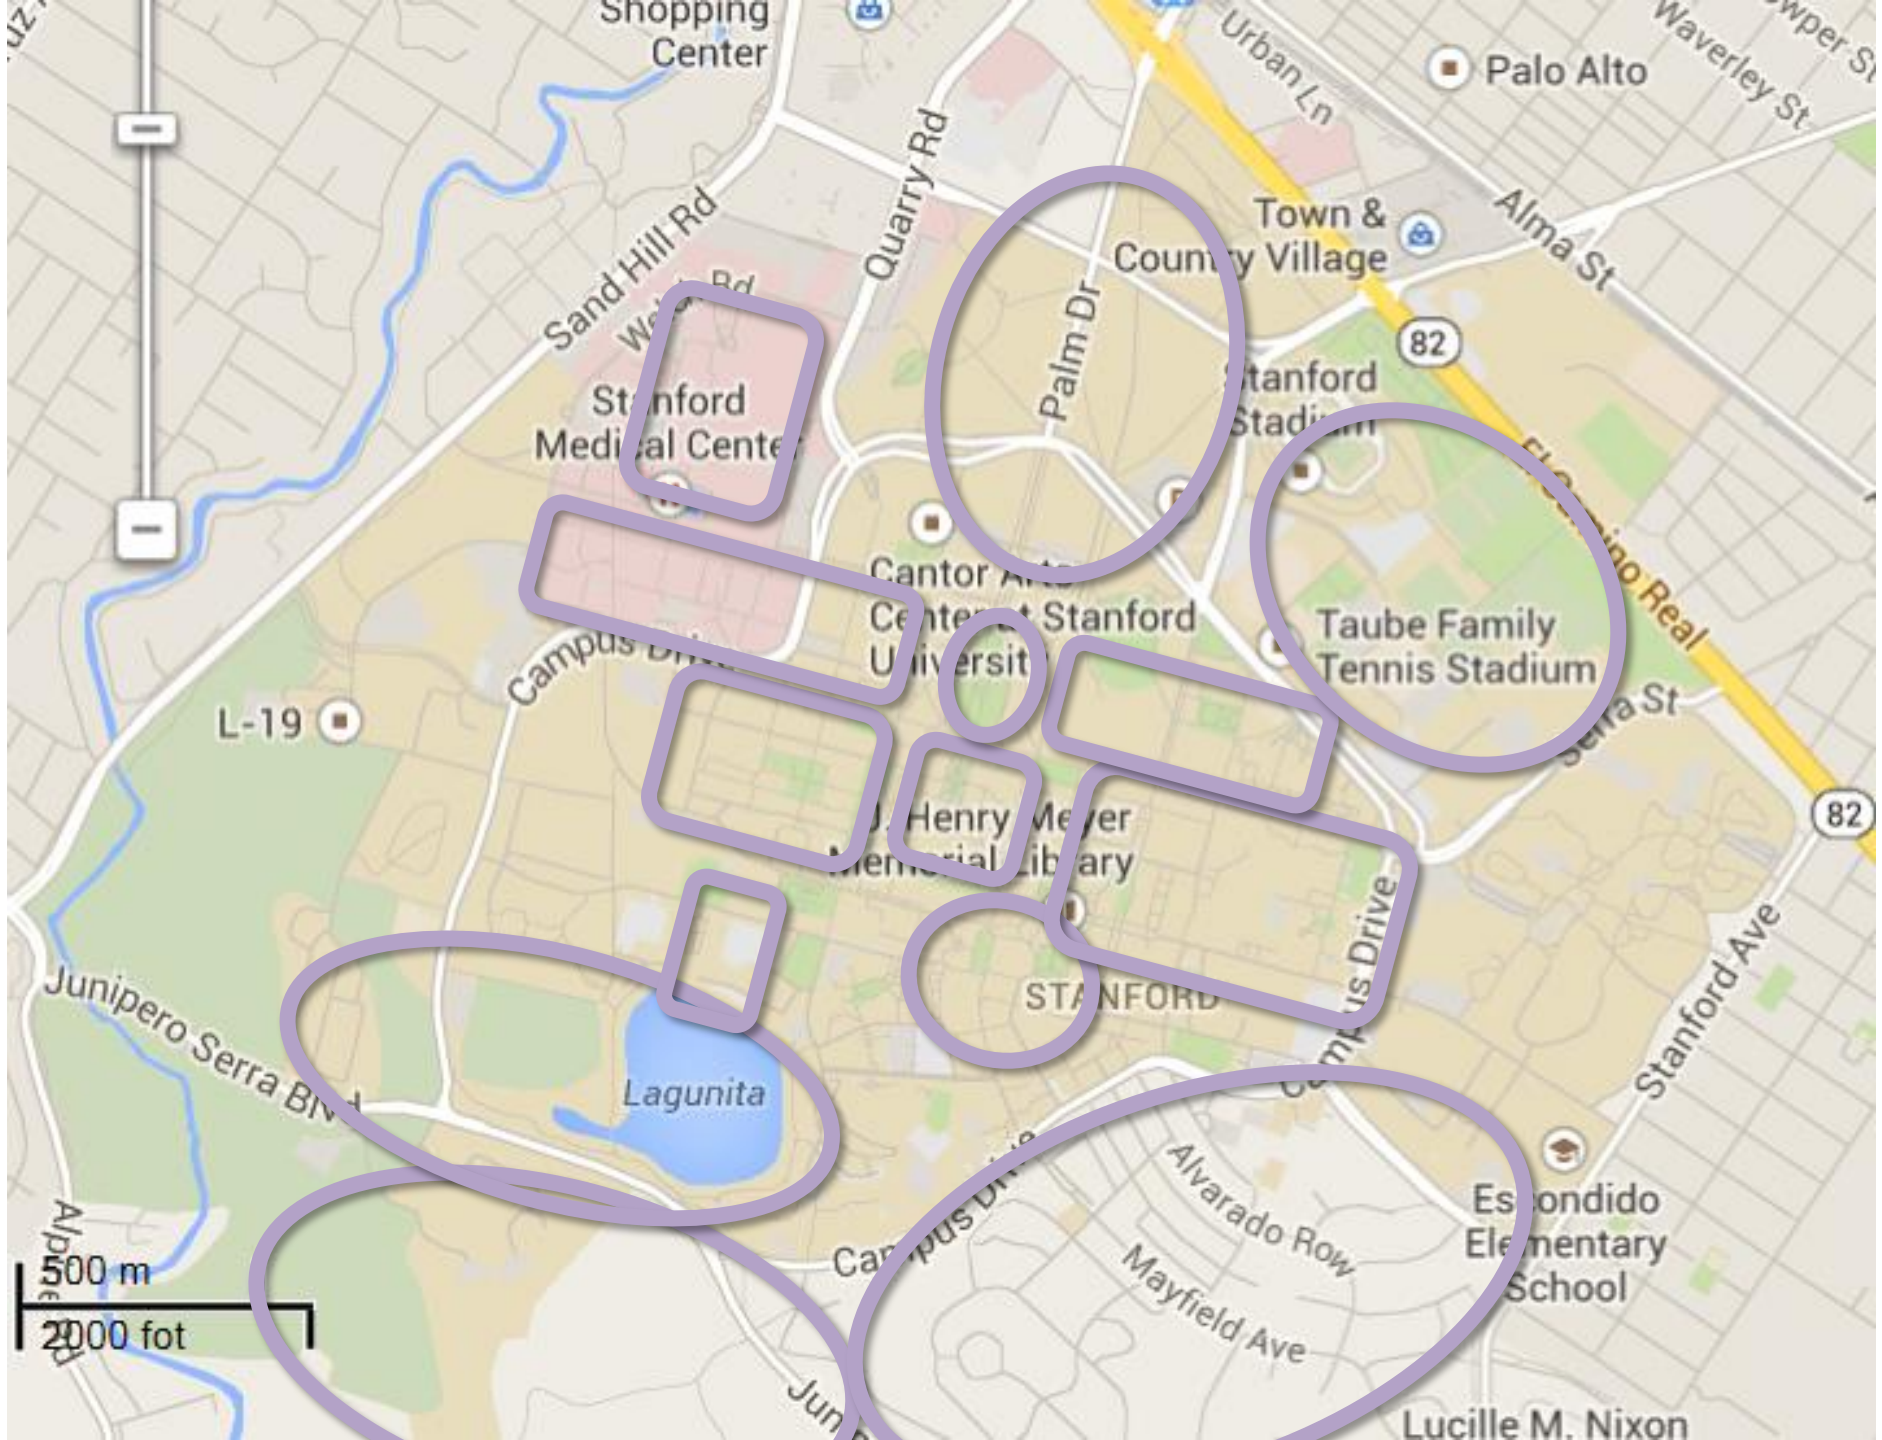 Shopping
Center
Urban Ln
Palo Alto
Waverley St
Quarry Rd
Sand Hill Rd
Town &
Country Village
Alma St
Welch Rd
Palm Dr
82
Stanford
Stadium
Stanford
Medical Center
El Camino Real
Cantor Arts
Center at Stanford
University
Taube Family
Tennis Stadium
Campus Drive
Serra St
L-19
J. Henry Meyer
Memorial Library
82
Campus Drive
STANFORD
Stanford Ave
Junipero Serra Blvd
Lagunita
Campus Drive
Alvarado Row
Mayfield Ave
Escondido
Elementary
School
500 m
2000 fot
Lucille M. Nixon